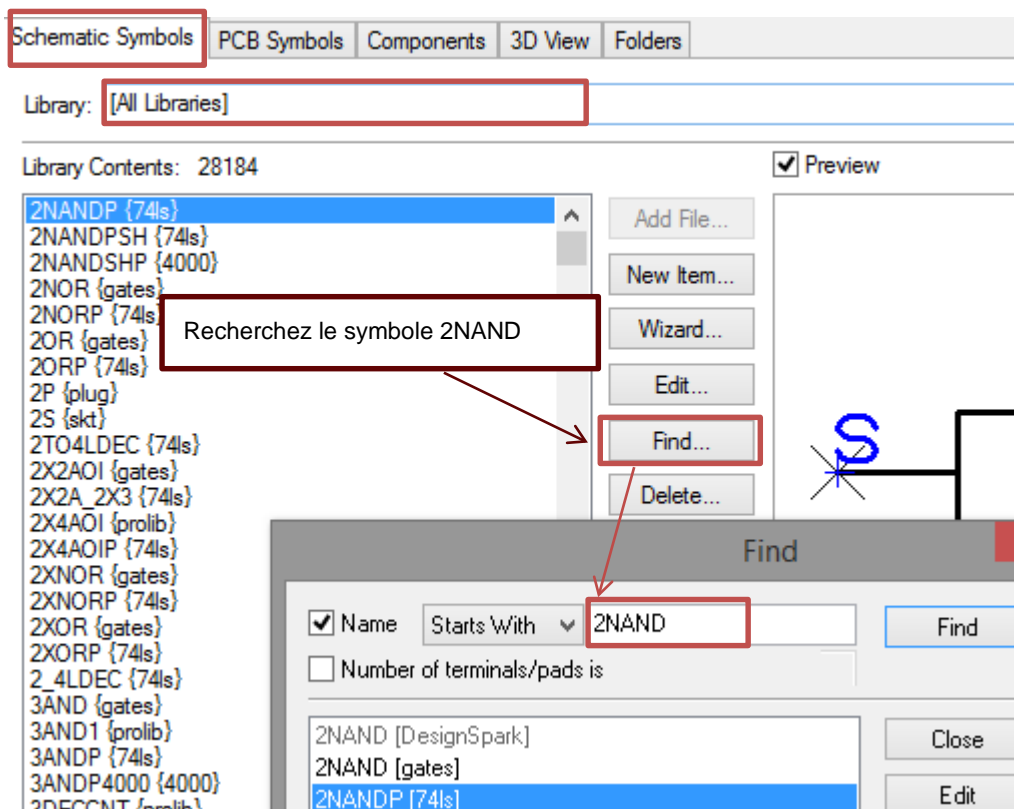 Schematic Symbols PCB Symbols Components 3D View Folders
Library: [All Libraries]
Library Contents: 28184
Preview
2NANDP {74ls}
2NANDPSH {74ls}
2NANDSHP {4000}
2NOR {gates}
2NORP {74ls}
2OR {gates}
2ORP {74ls}
2P {plug}
2S {skt}
2TO4LDEC {74ls}
2X2AOI {gates}
2X2A_2X3 {74ls}
2X4AOI {prolib}
2X4AOIP {74ls}
2XNOR {gates}
2XNORP {74ls}
2XOR {gates}
2XORP {74ls}
2_4LDEC {74ls}
3AND {gates}
3AND1 {prolib}
3ANDP {74ls}
3ANDP4000 {4000}
3DECCNT {prolib}
Add File...
New Item...
Wizard...
Edit...
Find...
Delete...
Recherchez le symbole 2NAND
S
Find
Name Starts With 2NAND Find
Number of terminals/pads is
2NAND [DesignSpark]
2NAND [gates]
2NANDP [74ls]
Close
Edit